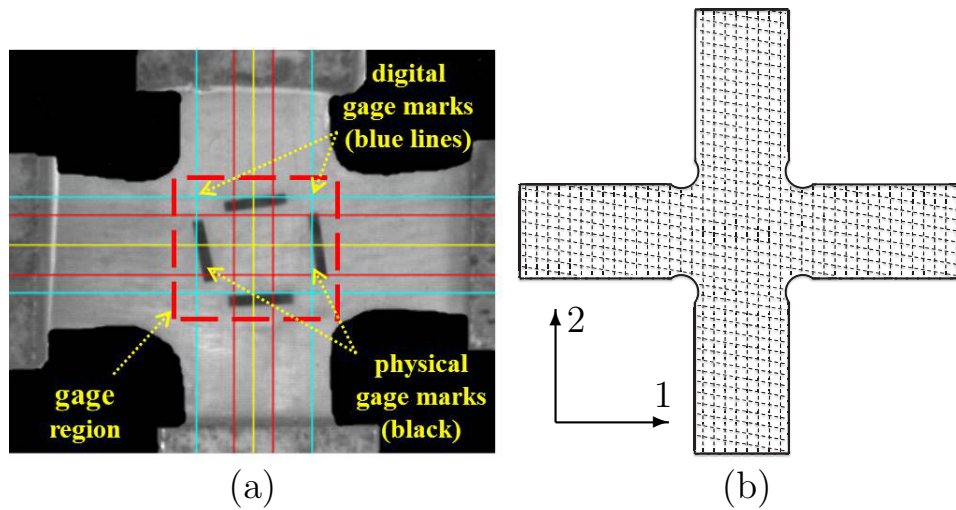 digital
gage marks
(blue lines)
gage
region
physical
gage marks
(black)
(a)
2
1
(b)